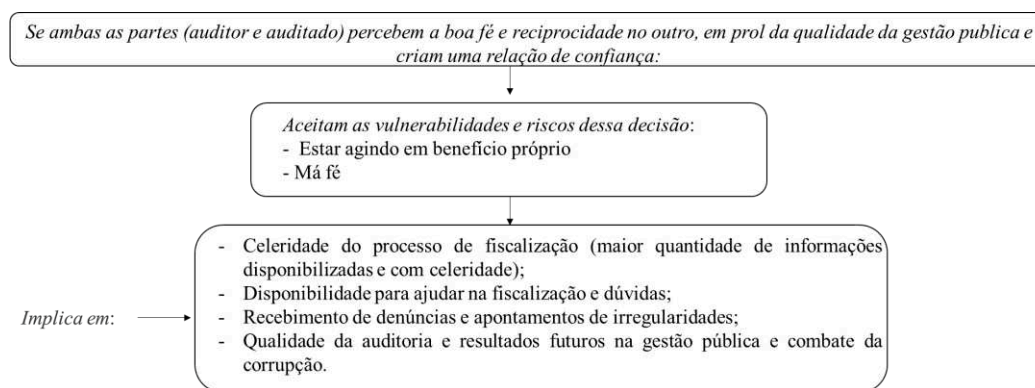 Se ambas as partes (auditor e auditado) percebem a boa fé e reciprocidade no outro, em prol da qualidade da gestão publica e
criam uma relação de confiança:
Aceitam as vulnerabilidades e riscos dessa decisão:
- Estar agindo em benefício próprio
- Má fé
- Celeridade do processo de fiscalização (maior quantidade de informações
disponibilizadas e com celeridade);
- Disponibilidade para ajudar na fiscalização e dúvidas;
Implica em:
- Recebimento de denúncias e apontamentos de irregularidades;
- Qualidade da auditoria e resultados futuros na gestão pública e combate da
corrupção.